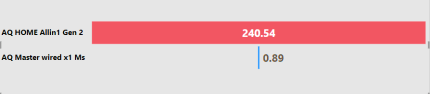 AQ HOME Allin1 Gen 2 240.54
AQ Master wired x1 Ms 0.89